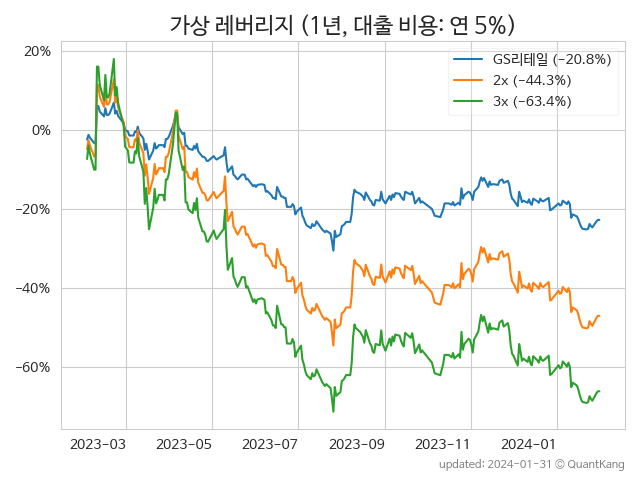 가상 레버리지 (1년, 대출 비용: 연 5%)
GS리테일 (−20.8%)
2x (−44.3%)
3x (−63.4%)
20%
0%
−20%
−40%
−60%
2023-03 2023-05 2023-07 2023-09 2023-11 2024-01
updated: 2024-01-31 © QuantKang